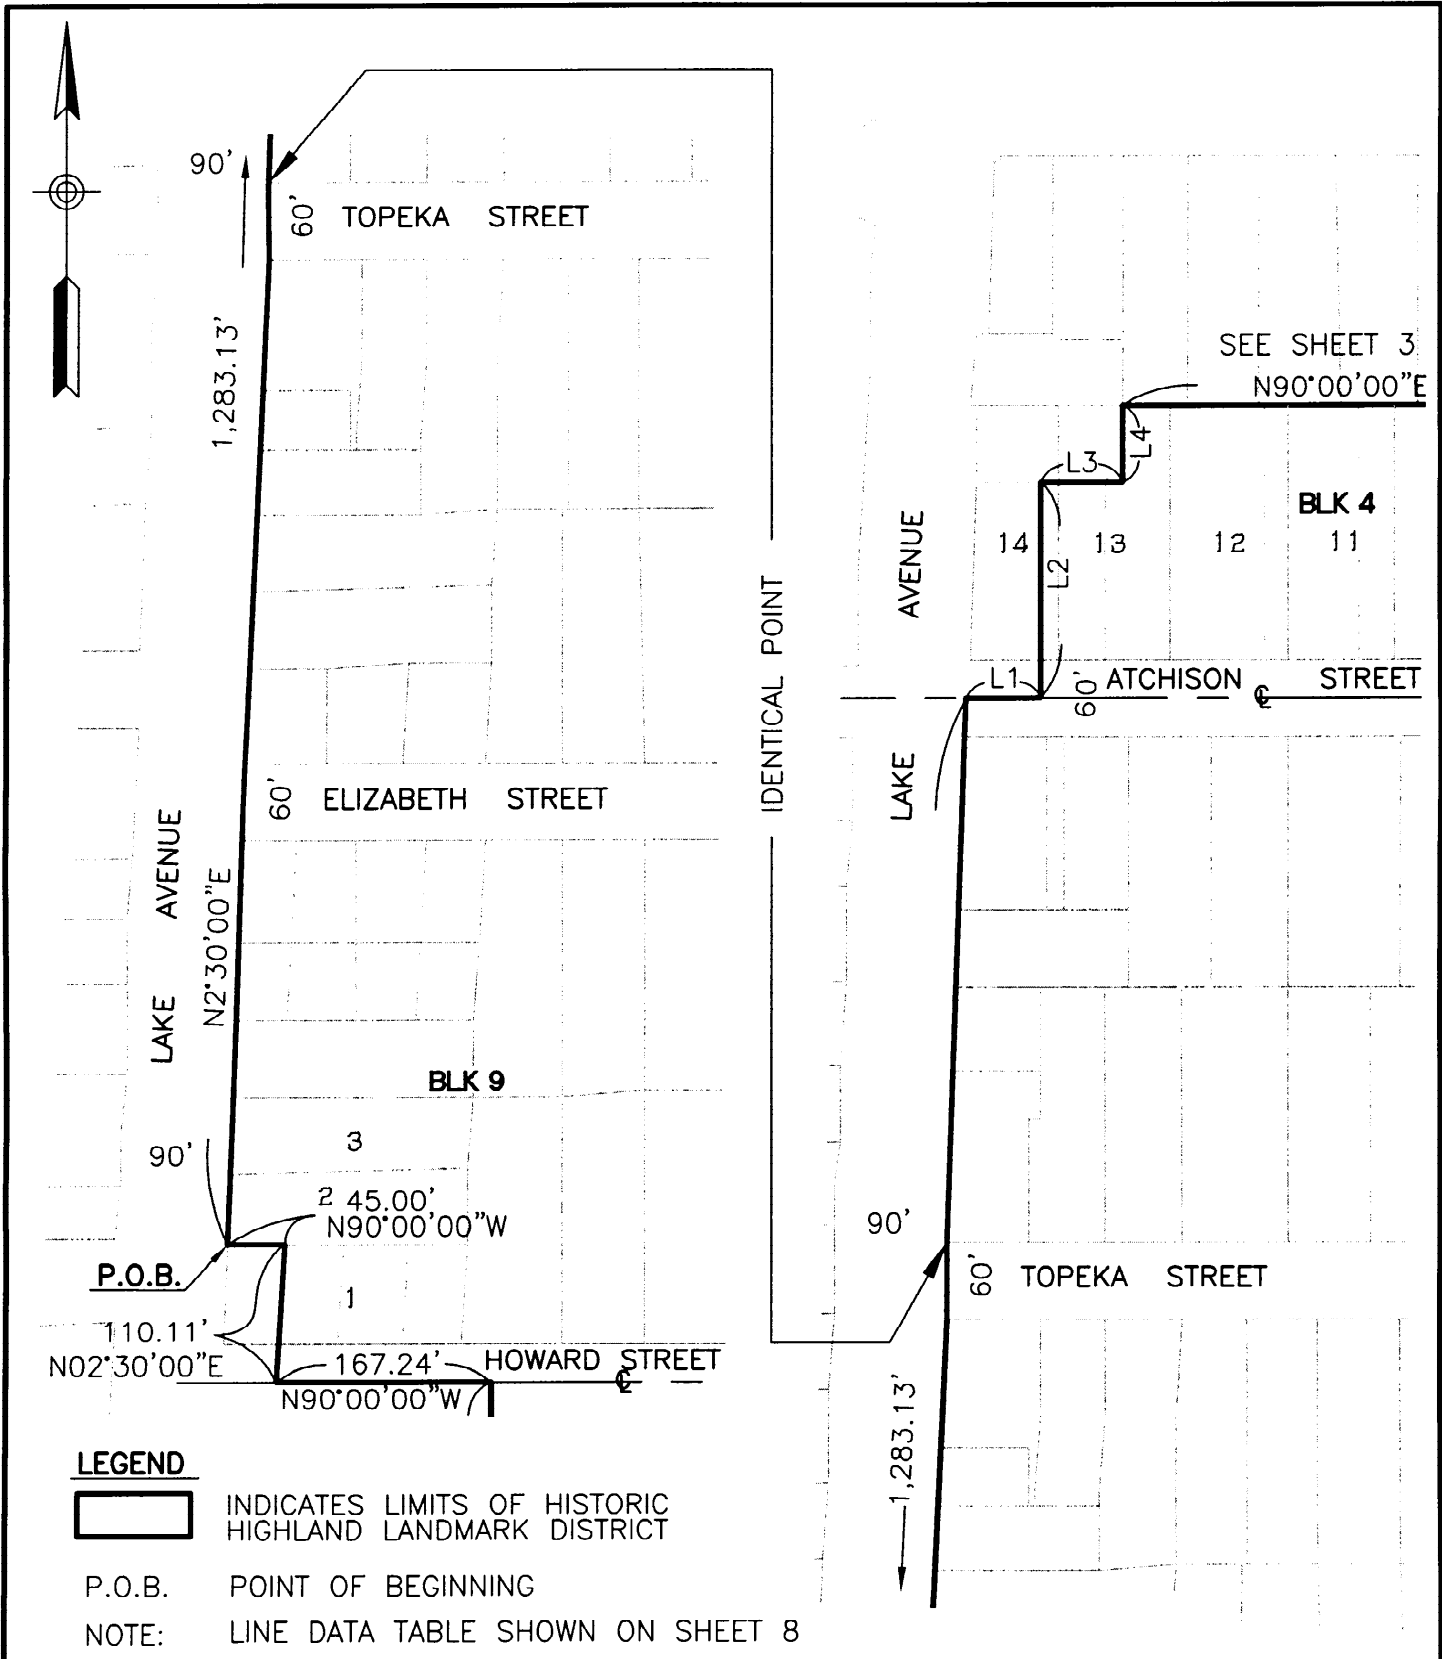 90'
60'
TOPEKA STREET
1,283.13'
SEE SHEET 3
N90°00'00"E
L4
L3
BLK 4
14
13
12
11
LAKE AVENUE
L2
IDENTICAL POINT
L1
60'
ATCHISON ℄ STREET
60'
ELIZABETH STREET
LAKE AVENUE
N2°30'00"E
BLK 9
3
90'
2
45.00'
N90°00'00"W
90'
P.O.B.
60'
TOPEKA STREET
1
110.11'
N02°30'00"E
167.24'
HOWARD STREET
℄
N90°00'00"W
1,283.13'
LEGEND
INDICATES LIMITS OF HISTORIC
HIGHLAND LANDMARK DISTRICT
P.O.B. POINT OF BEGINNING
NOTE: LINE DATA TABLE SHOWN ON SHEET 8